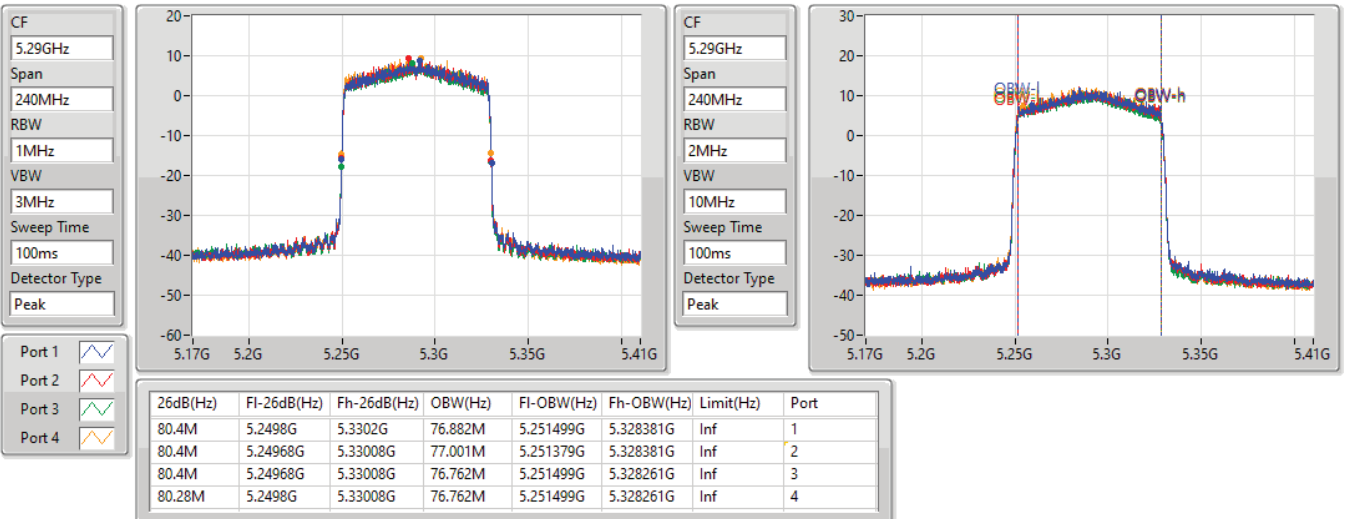 CF
5.29GHz
Span
240MHz
RBW
1MHz
VBW
3MHz
Sweep Time
100ms
Detector Type
Peak
Port 1
Port 2
Port 3
Port 4
20
10
0
-10
-20
-30
-40
-50
-60
5.17G 5.2G 5.25G 5.3G 5.35G 5.41G
CF
5.29GHz
Span
240MHz
RBW
2MHz
VBW
10MHz
Sweep Time
100ms
Detector Type
Peak
30
20
10
0
-10
-20
-30
-40
-50
OBW-l OBW-h
5.17G 5.2G 5.25G 5.3G 5.35G 5.41G
26dB(Hz) Fl-26dB(Hz) Fh-26dB(Hz) OBW(Hz) Fl-OBW(Hz) Fh-OBW(Hz) Limit(Hz) Port
80.4M 5.2498G 5.3302G 76.882M 5.251499G 5.328381G Inf 1
80.4M 5.24968G 5.33008G 77.001M 5.251379G 5.328381G Inf 2
80.4M 5.24968G 5.33008G 76.762M 5.251499G 5.328261G Inf 3
80.28M 5.2498G 5.33008G 76.762M 5.251499G 5.328261G Inf 4